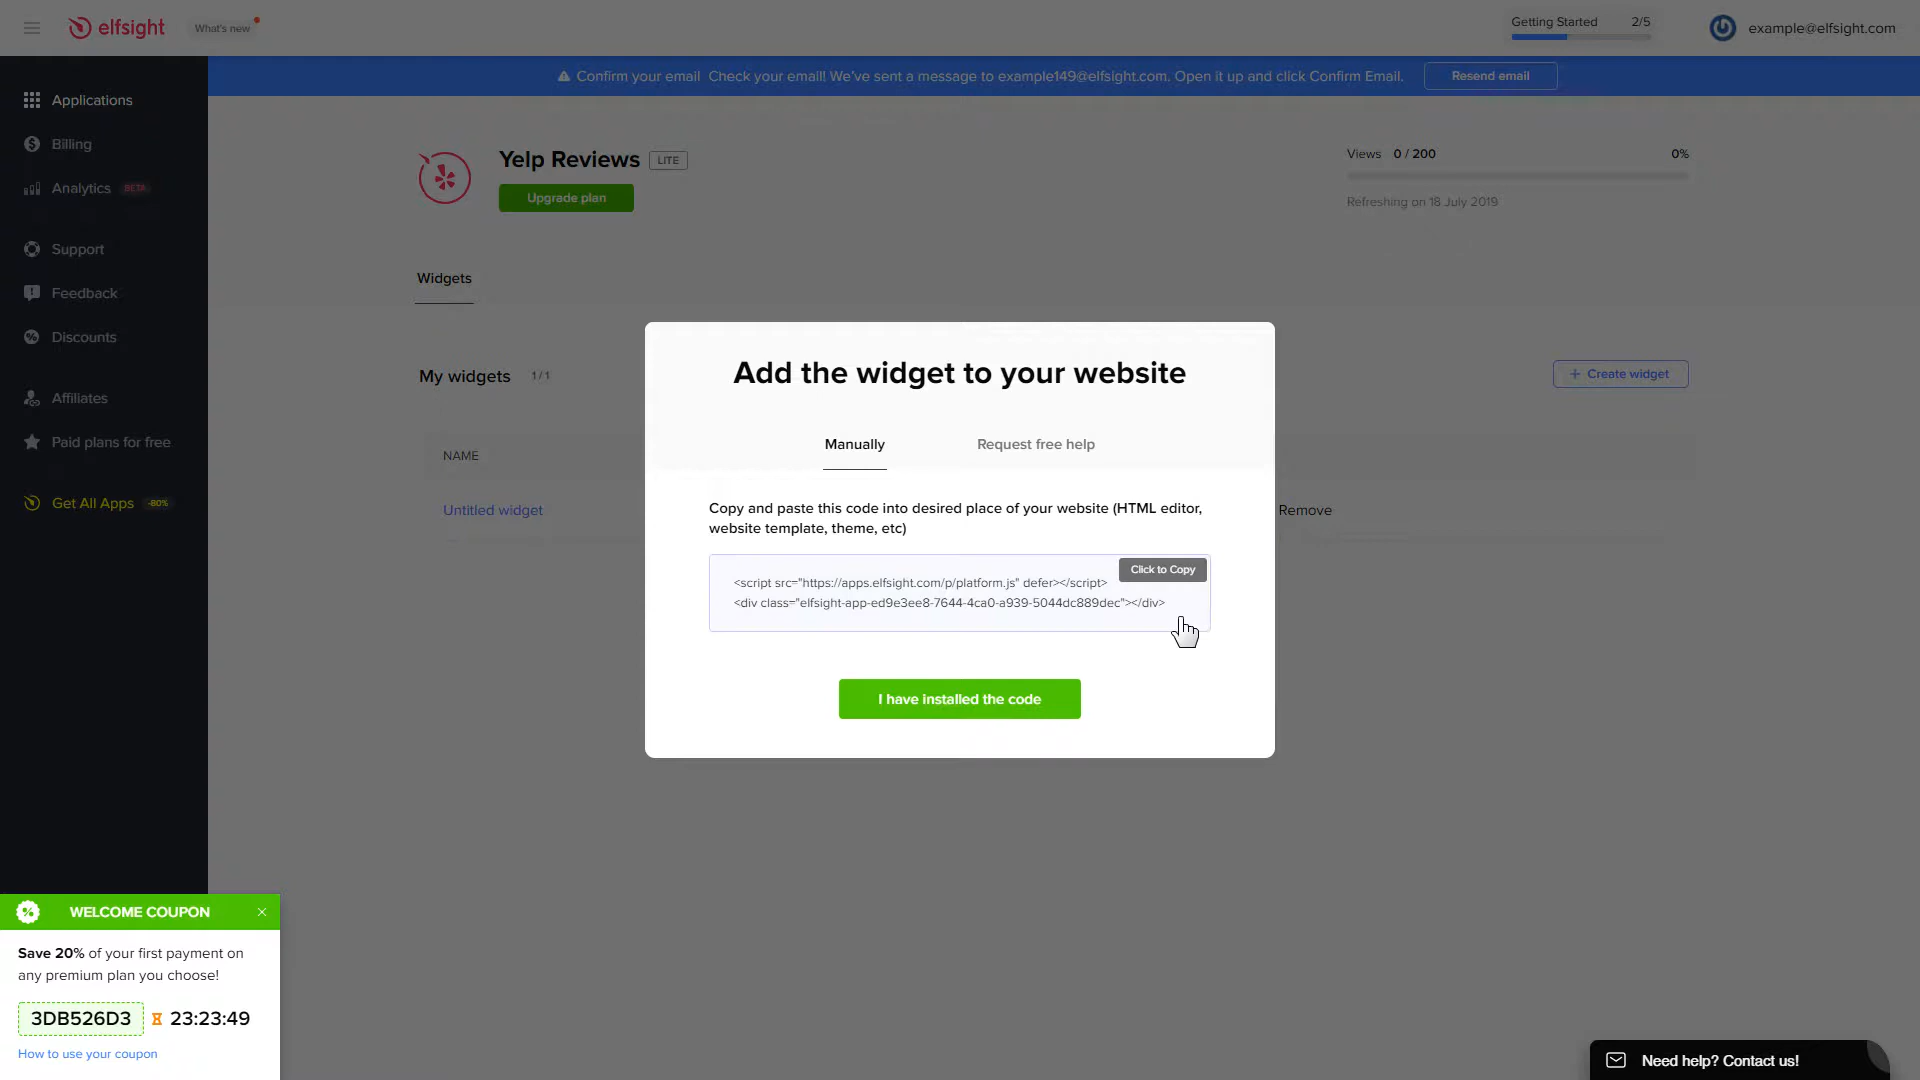 elfsight
What's new
Getting Started 2/5
example@elfsight.com
Confirm your email Check your email! We've sent a message to example149@elfsight.com. Open it up and click Confirm Email.
Resend email
Applications
Billing
Analytics BETA
Support
Feedback
Discounts
Affiliates
Paid plans for free
Get All Apps -80%
Yelp Reviews LITE
Upgrade plan
Views 0 / 200 0%
Refreshing on 18 July 2019
Widgets
My widgets 1/1
+ Create widget
NAME
Untitled widget
Remove
Add the widget to your website
Manually Request free help
Copy and paste this code into desired place of your website (HTML editor,
website template, theme, etc)
Click to Copy
<script src="https://apps.elfsight.com/p/platform.js" defer></script>
<div class="elfsight-app-ed9e3ee8-7644-4ca0-a939-5044dc889dec"></div>
I have installed the code
WELCOME COUPON
Save 20% of your first payment on
any premium plan you choose!
3DB526D3 23:23:49
How to use your coupon
Need help? Contact us!